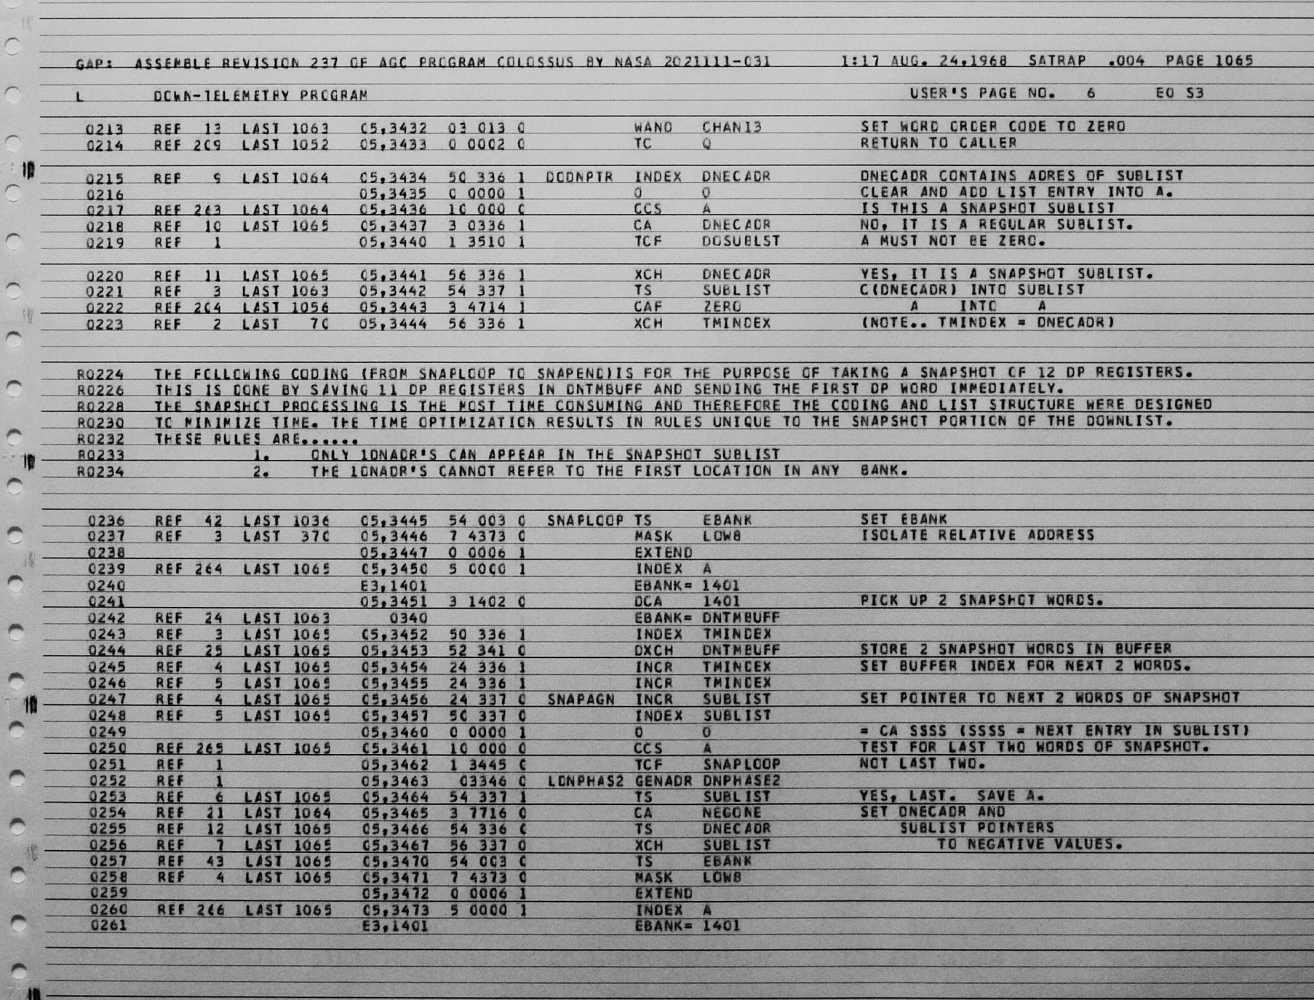 GAP: ASSEMBLE REVISION 237 OF AGC PROGRAM COLOSSUS BY NASA 2021111-031 1:17 AUG. 24,1968 SATRAP .004 PAGE 1065
L DOWN-TELEMETRY PROGRAM USER'S PAGE NO. 6 E0 S3
0213 REF 13 LAST 1063 05,3432 03 013 0 WAND CHAN13 SET WORD ORDER CODE TO ZERO
0214 REF 209 LAST 1052 05,3433 0 0002 0 TC Q RETURN TO CALLER
0215 REF 9 LAST 1064 05,3434 50 336 1 DODNPTR INDEX DNECADR DNECADR CONTAINS ADRES OF SUBLIST
0216 05,3435 0 0000 1 0 0 CLEAR AND ADD LIST ENTRY INTO A.
0217 REF 263 LAST 1064 05,3436 10 000 0 CCS A IS THIS A SNAPSHOT SUBLIST
0218 REF 10 LAST 1065 05,3437 3 0336 1 CA DNECADR NO, IT IS A REGULAR SUBLIST.
0219 REF 1 05,3440 1 3510 1 TCF DOSUBLST A MUST NOT BE ZERO.
0220 REF 11 LAST 1065 05,3441 56 336 1 XCH DNECADR YES, IT IS A SNAPSHOT SUBLIST.
0221 REF 3 LAST 1063 05,3442 54 337 1 TS SUBLIST C(DNECADR) INTO SUBLIST
0222 REF 204 LAST 1056 05,3443 3 4714 1 CAF ZERO A INTO A
0223 REF 2 LAST 70 05,3444 56 336 1 XCH TMINDEX (NOTE.. TMINDEX = DNECADR)
R0224 THE FOLLOWING CODING (FROM SNAPLOOP TO SNAPEND)IS FOR THE PURPOSE OF TAKING A SNAPSHOT OF 12 DP REGISTERS.
R0226 THIS IS DONE BY SAVING 11 DP REGISTERS IN DNTMBUFF AND SENDING THE FIRST DP WORD IMMEDIATELY.
R0228 THE SNAPSHOT PROCESSING IS THE MOST TIME CONSUMING AND THEREFORE THE CODING AND LIST STRUCTURE WERE DESIGNED
R0230 TO MINIMIZE TIME. THE TIME OPTIMIZATION RESULTS IN RULES UNIQUE TO THE SNAPSHOT PORTION OF THE DOWNLIST.
R0232 THESE RULES ARE......
R0233 1. ONLY 1DNADR'S CAN APPEAR IN THE SNAPSHOT SUBLIST
R0234 2. THE 1DNADR'S CANNOT REFER TO THE FIRST LOCATION IN ANY BANK.
0236 REF 42 LAST 1036 05,3445 54 003 0 SNAPLOOP TS EBANK SET EBANK
0237 REF 3 LAST 370 05,3446 7 4373 0 MASK LOW8 ISOLATE RELATIVE ADDRESS
0238 05,3447 0 0006 1 EXTEND
0239 REF 264 LAST 1065 05,3450 5 0000 1 INDEX A
0240 E3,1401 EBANK= 1401
0241 05,3451 3 1402 0 DCA 1401 PICK UP 2 SNAPSHOT WORDS.
0242 REF 24 LAST 1063 0340 EBANK= DNTMBUFF
0243 REF 3 LAST 1065 05,3452 50 336 1 INDEX TMINDEX
0244 REF 25 LAST 1065 05,3453 52 341 0 DXCH DNTMBUFF STORE 2 SNAPSHOT WORDS IN BUFFER
0245 REF 4 LAST 1065 05,3454 24 336 1 INCR TMINDEX SET BUFFER INDEX FOR NEXT 2 WORDS.
0246 REF 5 LAST 1065 05,3455 24 336 1 INCR TMINDEX
0247 REF 4 LAST 1065 05,3456 24 337 0 SNAPAGN INCR SUBLIST SET POINTER TO NEXT 2 WORDS OF SNAPSHOT
0248 REF 5 LAST 1065 05,3457 50 337 0 INDEX SUBLIST
0249 05,3460 0 0000 1 0 0 = CA SSSS (SSSS = NEXT ENTRY IN SUBLIST)
0250 REF 265 LAST 1065 05,3461 10 000 0 CCS A TEST FOR LAST TWO WORDS OF SNAPSHOT.
0251 REF 1 05,3462 1 3445 0 TCF SNAPLOOP NOT LAST TWO.
0252 REF 1 05,3463 03346 0 LDNPHAS2 GENADR DNPHASE2
0253 REF 6 LAST 1065 05,3464 54 337 1 TS SUBLIST YES, LAST. SAVE A.
0254 REF 21 LAST 1064 05,3465 3 7716 0 CA NEGONE SET DNECADR AND
0255 REF 12 LAST 1065 05,3466 54 336 0 TS DNECADR SUBLIST POINTERS
0256 REF 7 LAST 1065 05,3467 56 337 0 XCH SUBLIST TO NEGATIVE VALUES.
0257 REF 43 LAST 1065 05,3470 54 003 0 TS EBANK
0258 REF 4 LAST 1065 05,3471 7 4373 0 MASK LOW8
0259 05,3472 0 0006 1 EXTEND
0260 REF 266 LAST 1065 05,3473 5 0000 1 INDEX A
0261 E3,1401 EBANK= 1401